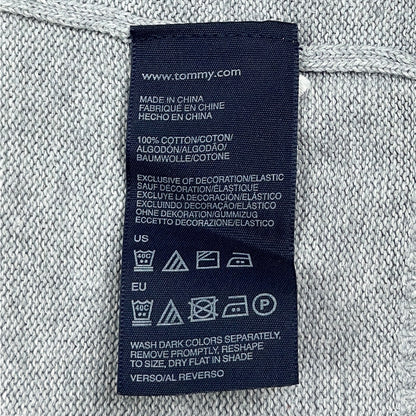 www.tommy.com
MADE IN CHINA
FABRIQUÉ EN CHINE
HECHO EN CHINA
100% COTTON/COTON/
ALGODÓN/ALGODÃO/
BAUMWOLLE/COTONE
EXCLUSIVE OF DECORATION/ELASTIC
SAUF DECORATION/ÉLASTIQUE
EXCLUYE LA DECORACIÓN/ELÁSTICO
EXCLUINDO DECORAÇÃO/ELÁSTICO
OHNE DEKORATION/GUMMIZUG
ECCETTO DECORAZIONE/ELASTICO
US
40C
EU
40C
P
WASH DARK COLORS SEPARATELY,
REMOVE PROMPTLY, RESHAPE
TO SIZE, DRY FLAT IN SHADE
VERSO/AL REVERSO